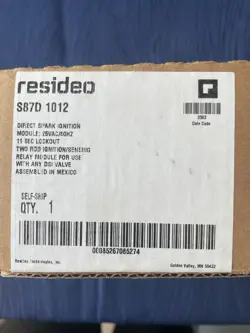 resideo
S87D 1012
DIRECT SPARK IGNITION
MODULE: 25VAC/60HZ
11 SEC LOCKOUT
TWO ROD IGNITION/SENSING
RELAY MODULE FOR USE
WITH ANY DSI VALVE
ASSEMBLED IN MEXICO
SELF-SHIP
QTY. 1
Date Code
00085267085274
Resideo Technologies, Inc.
Golden Valley, MN 55422